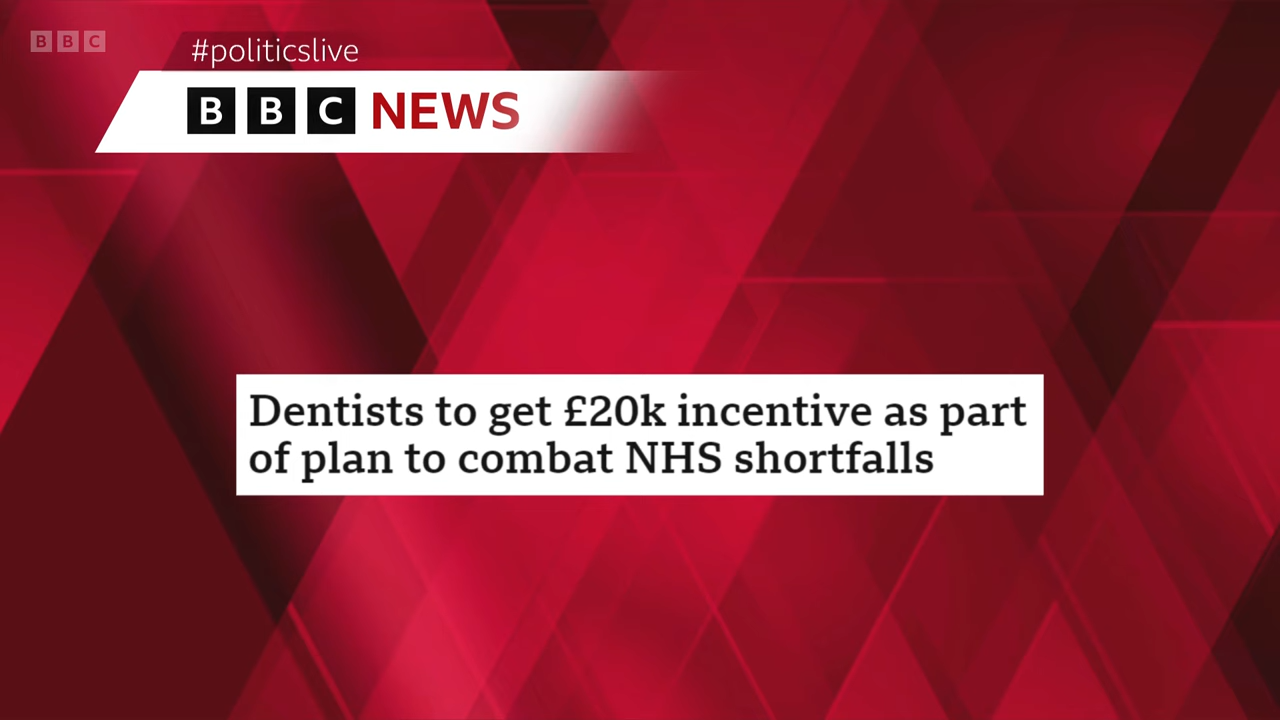 BBC
#politicslive
BBC NEWS
Dentists to get £20k incentive as part
of plan to combat NHS shortfalls